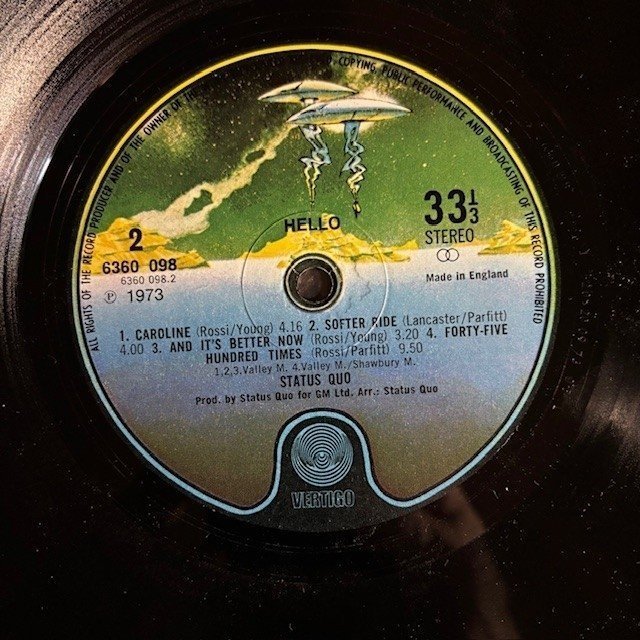 ALL RIGHTS OF THE RECORD PRODUCER AND OF THE OWNER OF THE
COPYING, PUBLIC PERFORMANCE AND BROADCASTING OF THIS RECORD PROHIBITED
HELLO
2
6360 098
6360 098.2
Ⓟ 1973
33⅓
STEREO
Made in England
1. CAROLINE (Rossi/Young) 4.16 2. SOFTER RIDE (Lancaster/Parfitt)
4.00 3. AND IT'S BETTER NOW (Rossi/Young) 3.20 4. FORTY-FIVE
HUNDRED TIMES (Rossi/Parfitt) 9.50
1,2,3.Valley M. 4.Valley M./Shawbury M.
STATUS QUO
Prod. by Status Quo for GM Ltd. Arr.: Status Quo
VERTIGO